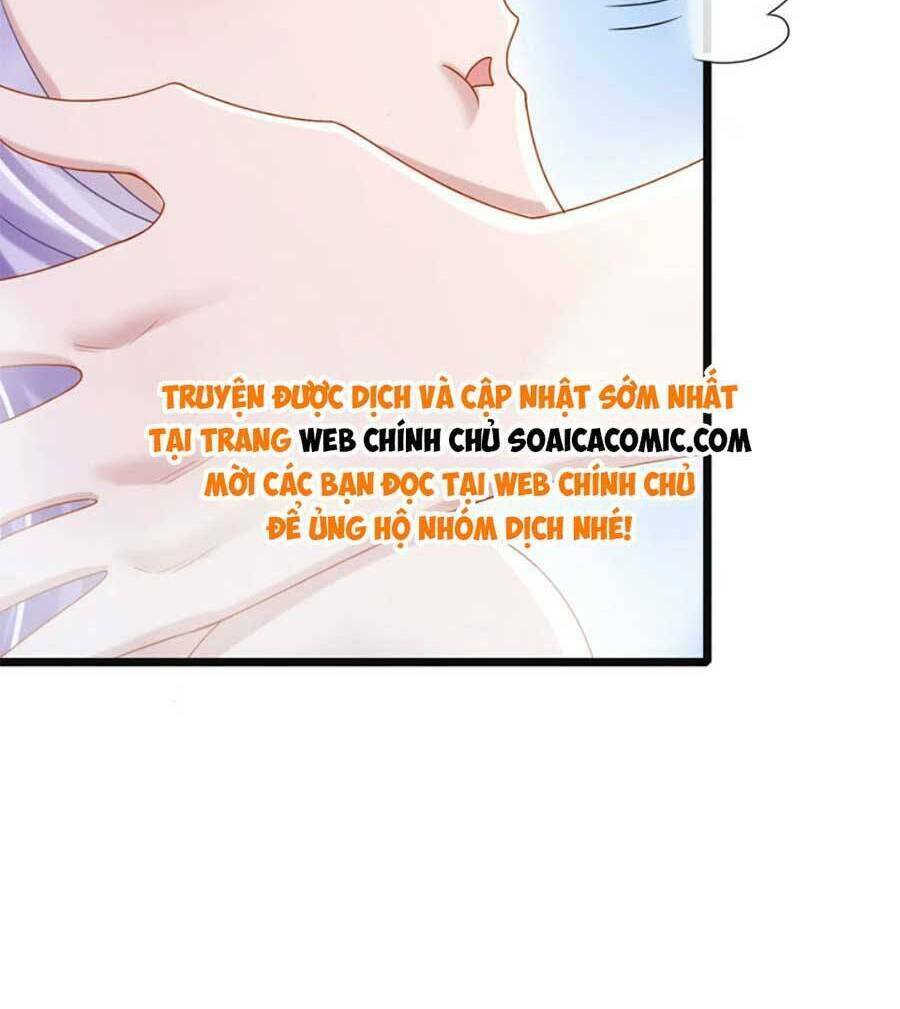 TRUYỆN ĐƯỢC DỊCH VÀ CẬP NHẬT SỚM NHẤT
TẠI TRANG WEB CHÍNH CHỦ SOAICACOMIC.COM
MỜI CÁC BẠN ĐỌC TẠI WEB CHÍNH CHỦ
ĐỂ ỦNG HỘ NHÓM DỊCH NHÉ!